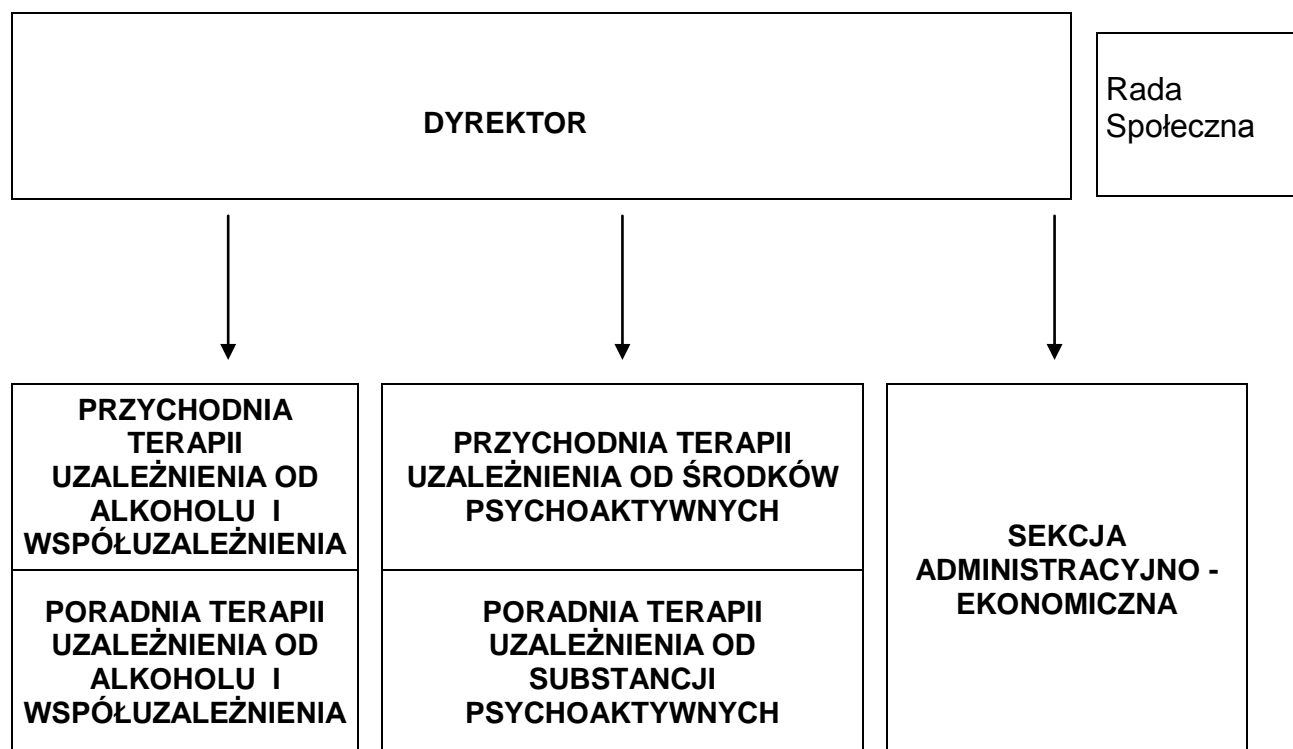 DYREKTOR
Rada
Społeczna
PRZYCHODNIA
TERAPII
UZALEŻNIENIA OD
ALKOHOLU I
WSPÓŁUZALEŻNIENIA
PRZYCHODNIA TERAPII
UZALEŻNIENIA OD ŚRODKÓW
PSYCHOAKTYWNYCH
SEKCJA
ADMINISTRACYJNO -
EKONOMICZNA
PORADNIA TERAPII
UZALEŻNIENIA OD
ALKOHOLU I
WSPÓŁUZALEŻNIENIA
PORADNIA TERAPII
UZALEŻNIENIA OD
SUBSTANCJI
PSYCHOAKTYWNYCH